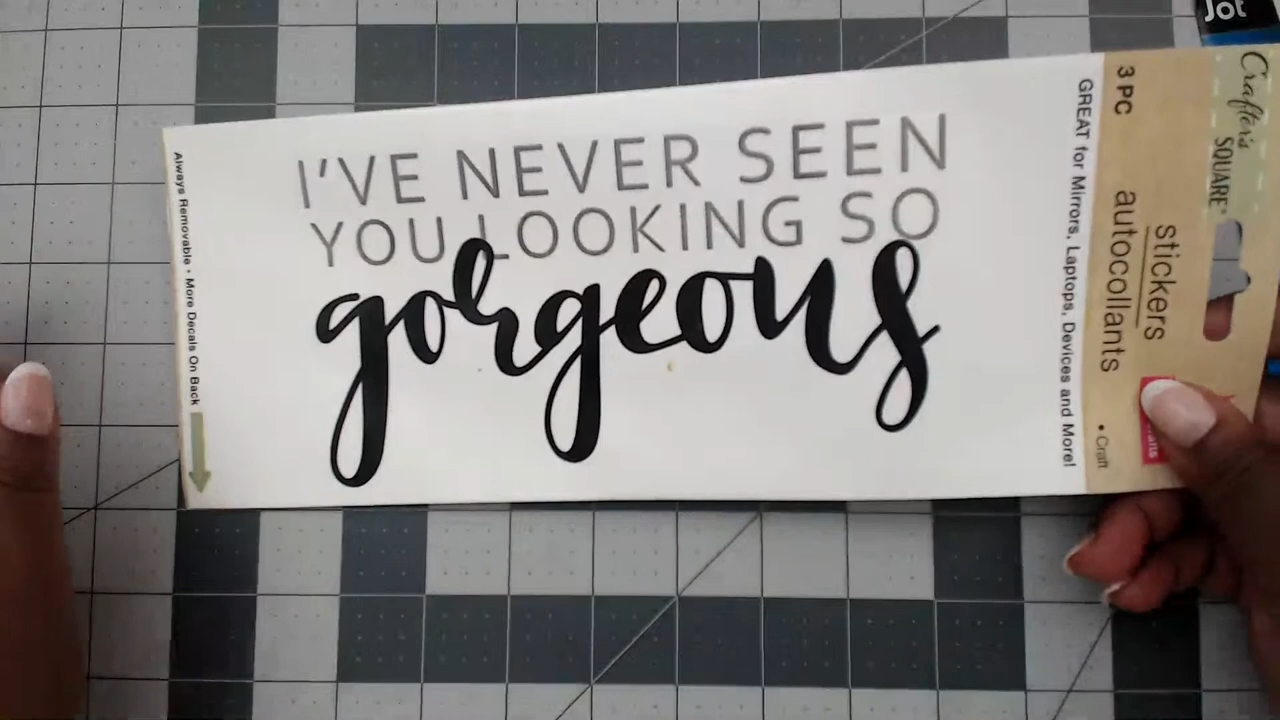 I'VE NEVER SEEN
YOU LOOKING SO
gorgeous
Always Removable • More Decals On Back
GREAT for Mirrors, Laptops, Devices and More!
3 PC
stickers
autocollants
• Craft
Crafter's
SQUARE
Jot